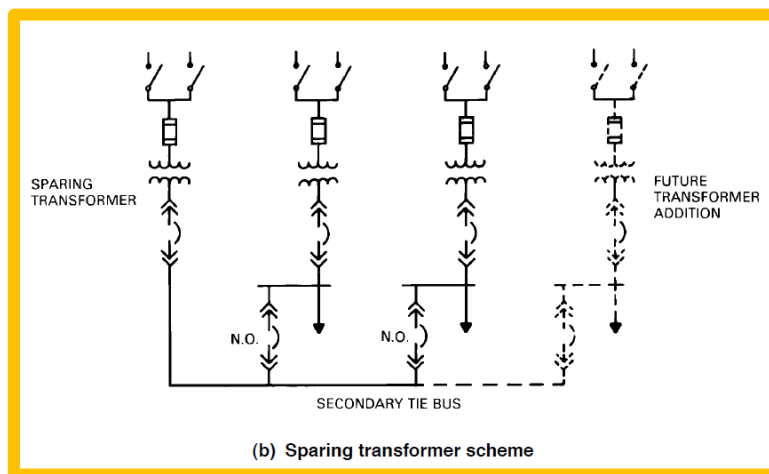 SPARING
TRANSFORMER
FUTURE
TRANSFORMER
ADDITION
N.O.
N.O.
SECONDARY TIE BUS
(b) Sparing transformer scheme